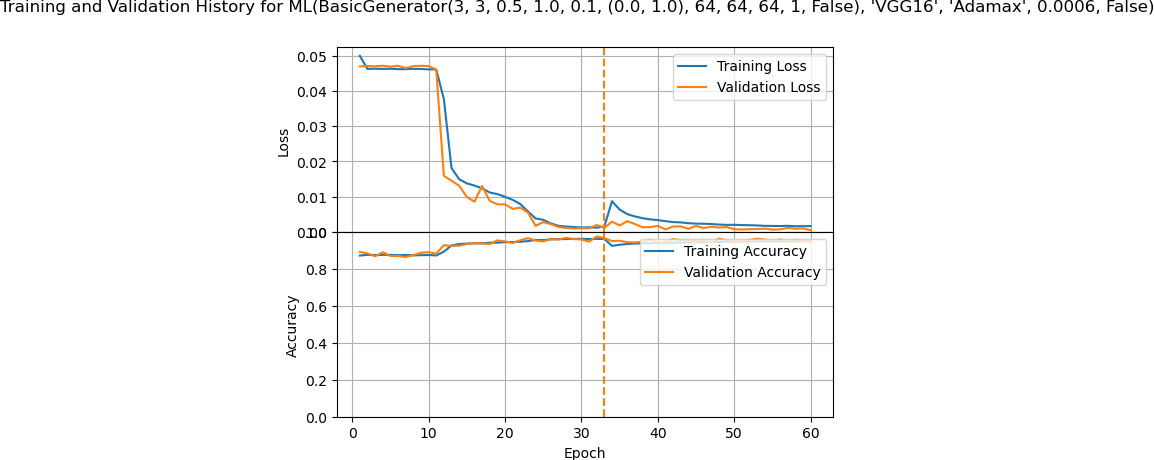 Training and Validation History for ML(BasicGenerator(3, 3, 0.5, 1.0, 0.1, (0.0, 1.0), 64, 64, 64, 1, False), 'VGG16', 'Adamax', 0.0006, False)
0.05
0.04
0.03
0.02
0.01
Loss
Training Loss
Validation Loss
1.0
0.8
0.6
0.4
0.2
0.0
Accuracy
Training Accuracy
Validation Accuracy
0 10 20 30 40 50 60
Epoch